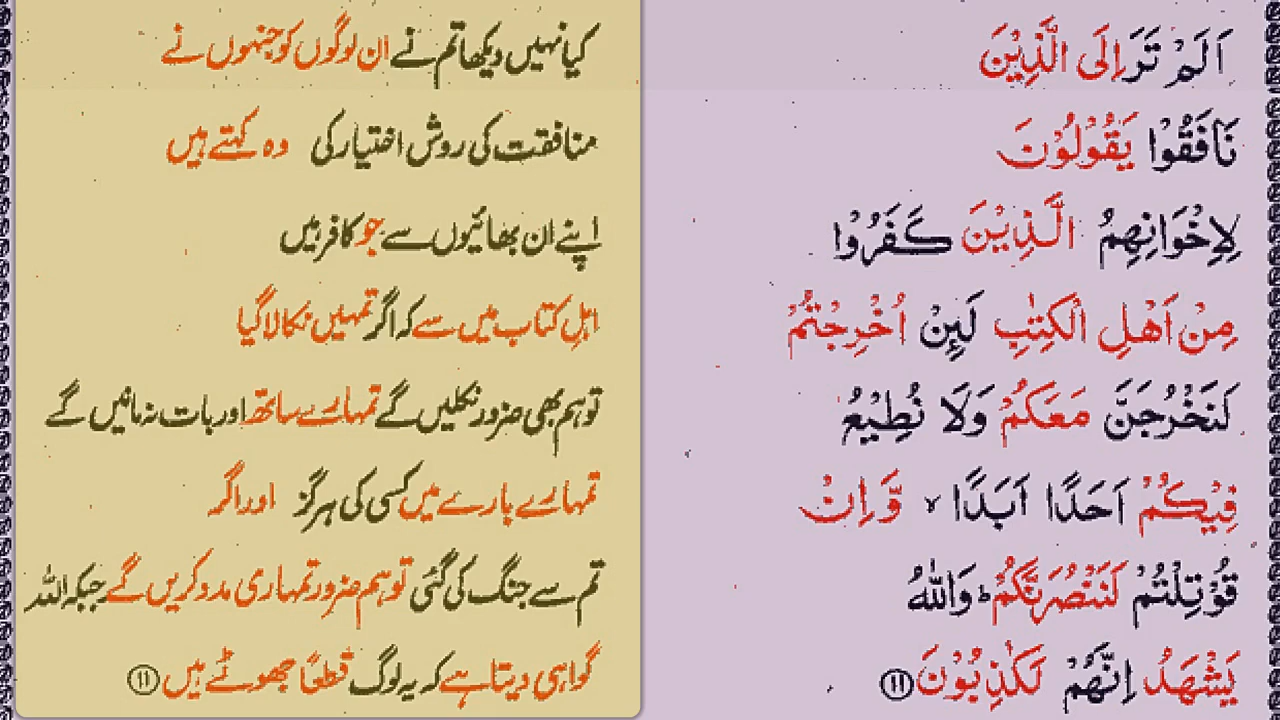 اَلَمْ تَرَ اِلَى الَّذِيْنَ
نَافَقُوْا يَقُوْلُوْنَ
لِاِخْوَانِهِمُ الَّذِيْنَ كَفَرُوْا
مِنْ اَهْلِ الْكِتٰبِ لَىِٕنْ اُخْرِجْتُمْ
لَنَخْرُجَنَّ مَعَكُمْ وَلَا نُطِيْعُ
فِيْكُمْ اَحَدًا اَبَدًا ۙ وَّاِنْ
قُوْتِلْتُمْ لَنَنْصُرَنَّكُمْ ؕ وَاللّٰهُ
يَشْهَدُ اِنَّهُمْ لَكٰذِبُوْنَ ⑪
کیا نہیں دیکھا تم نے ان لوگوں کو جنہوں نے
منافقت کی روش اختیار کی وہ کہتے ہیں
اپنے ان بھائیوں سے جو کافر ہیں
اہلِ کتاب میں سے کہ اگر تمہیں نکالا گیا
تو ہم بھی ضرور نکلیں گے تمہارے ساتھ اور بات نہ مانیں گے
تمہارے بارے میں کسی کی ہرگز اور اگر
تم سے جنگ کی گئی تو ہم ضرور تمہاری مدد کریں گے جبکہ اللہ
گواہی دیتا ہے کہ یہ لوگ قطعًا جھوٹے ہیں ⑪